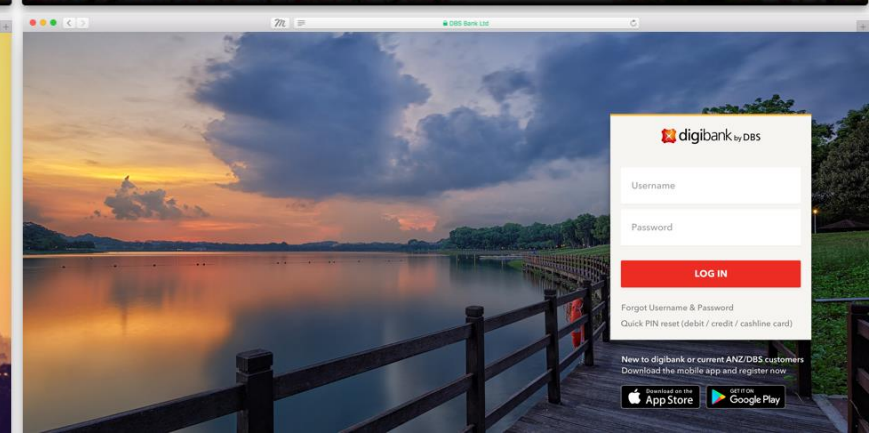 DBS Bank Ltd
digibank by DBS
Username
Password
LOG IN
Forgot Username & Password
Quick PIN reset (debit / credit / cashline card)
New to digibank or current ANZ/DBS customers
Download the mobile app and register now
Download on the
App Store
GET IT ON
Google Play